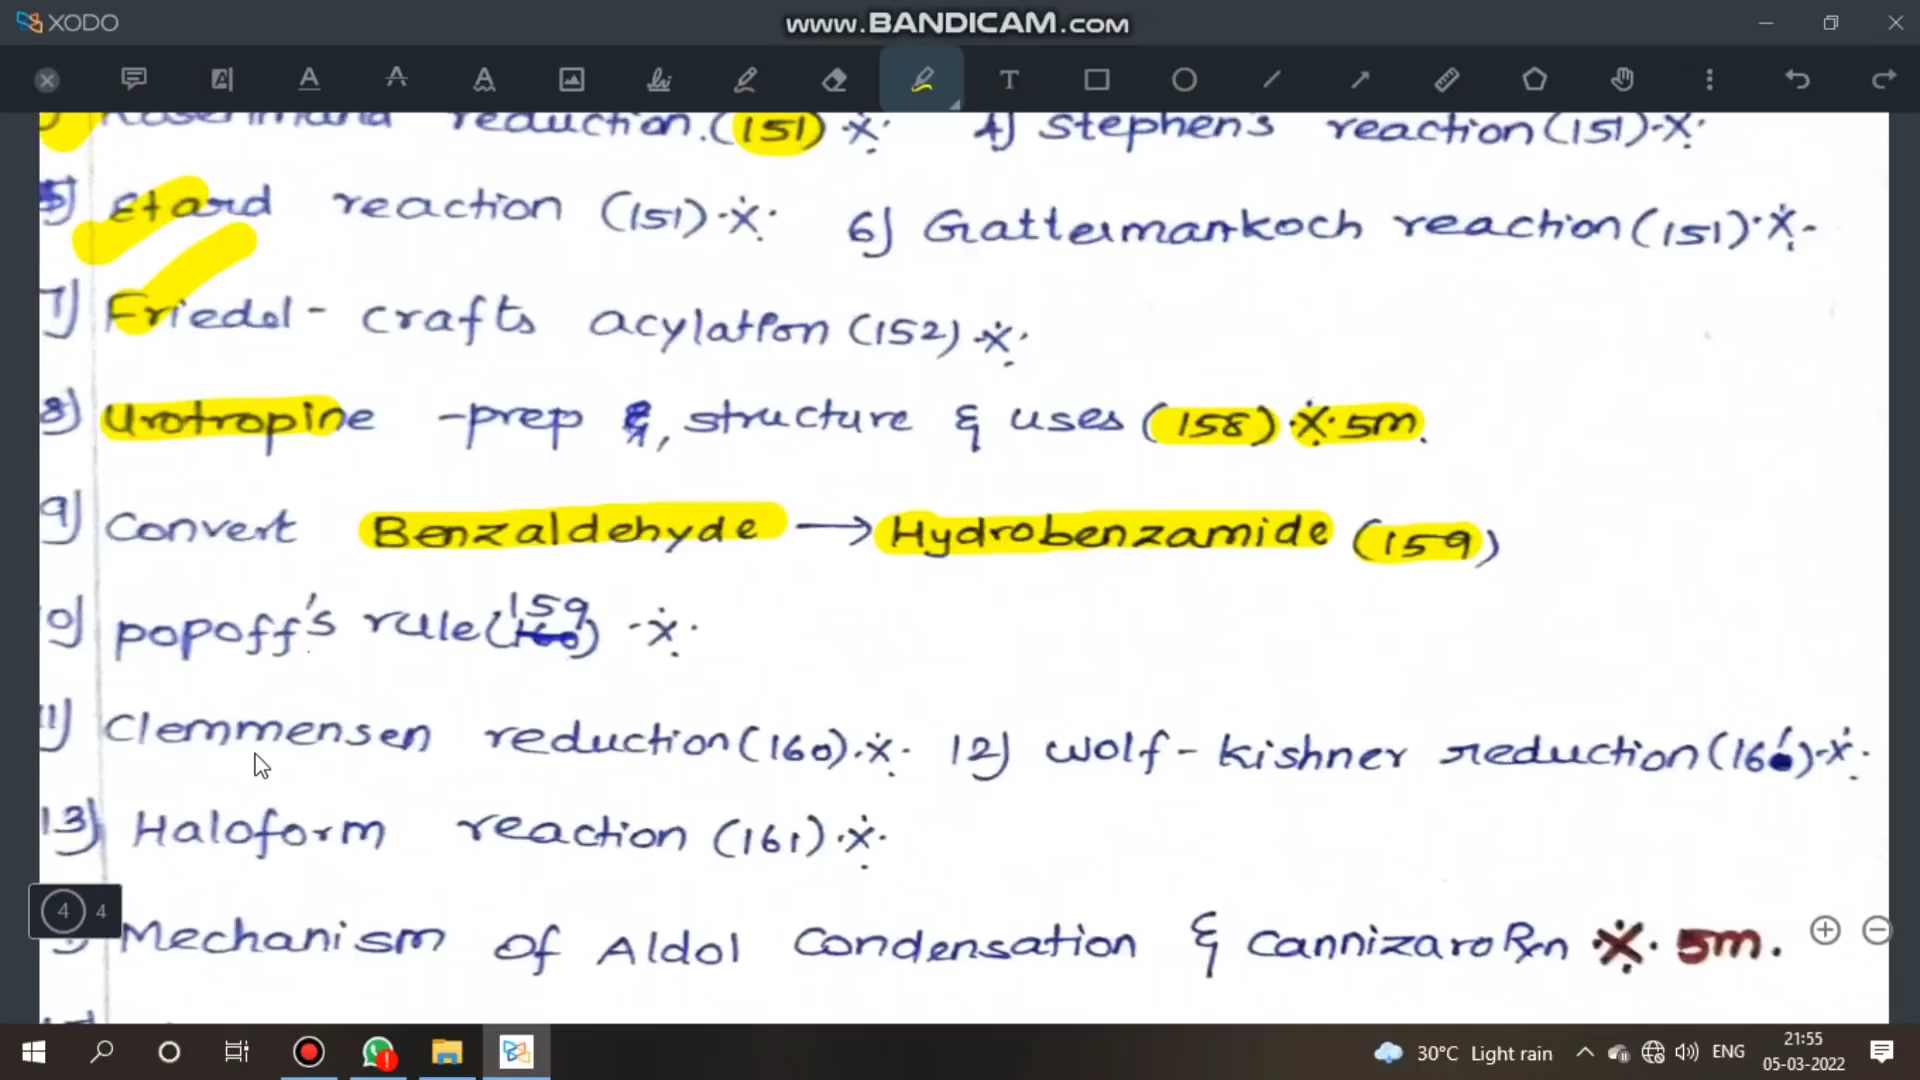 XODO
www.BANDICAM.com
Rosenmund reduction.(151) ※ 4) Stephen's reaction(151)※
5) Etard reaction (151)※ 6) Gattermankoch reaction(151)※
7) Friedel - crafts acylation(152)※
8) Urotropine -prep &, structure & uses (158) ※ 5m.
9) Convert Benzaldehyde → Hydrobenzamide (159)
0) popoff's rule(159) ※
11) Clemmensen reduction(160)※ 12) Wolf - kishner reduction(160)※
13) Haloform reaction (161)※
4 4
Mechanism of Aldol Condensation & Cannizaro Rxn ※ 5m.
30°C Light rain
ENG
21:55
05-03-2022